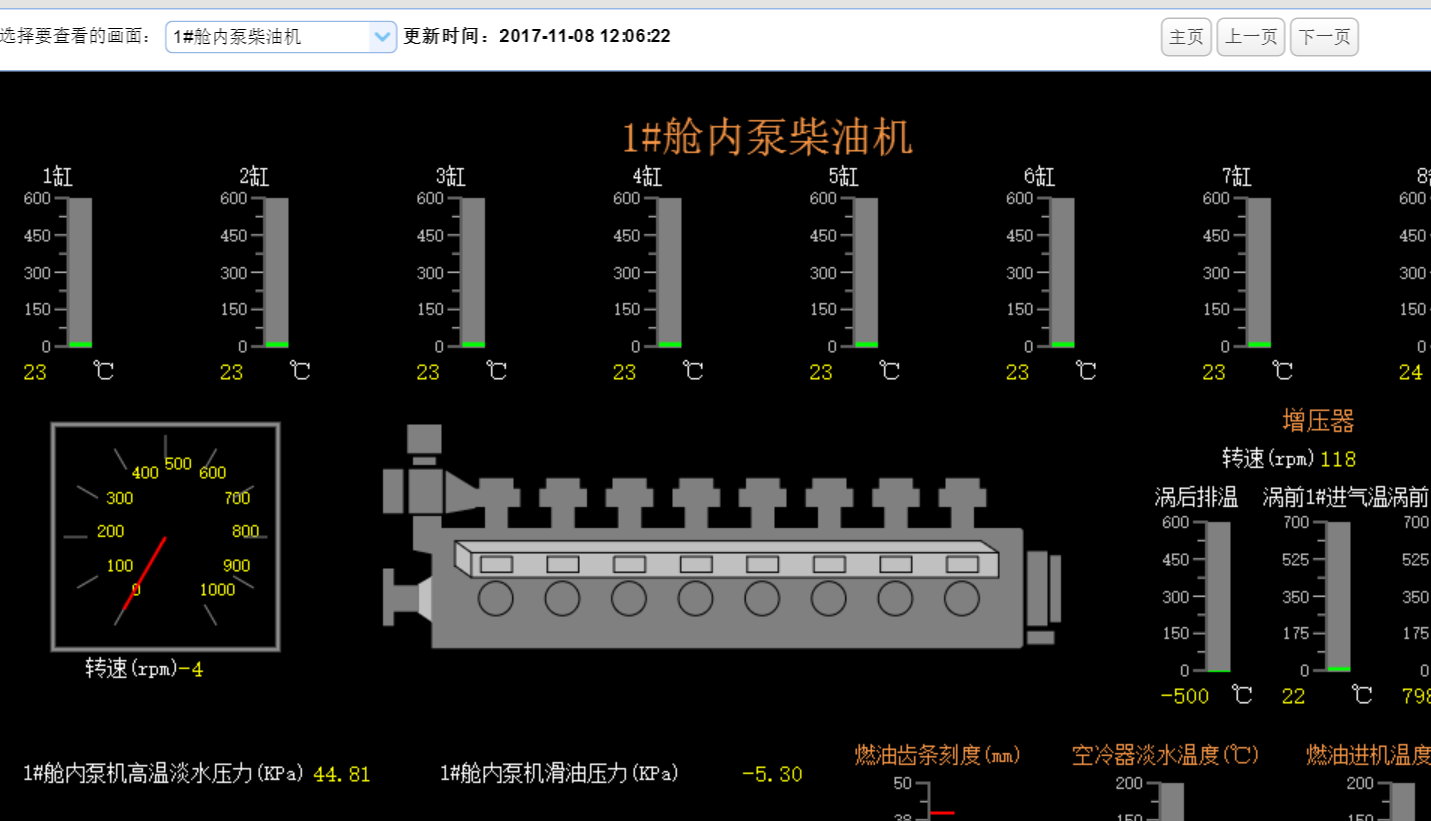 选择要查看的画面: 1#舱内泵柴油机 更新时间：2017-11-08 12:06:22 主页 上一页 下一页
1#舱内泵柴油机
1缸 2缸 3缸 4缸 5缸 6缸 7缸
600 600 600 600 600 600 600 600
450 450 450 450 450 450 450 450
300 300 300 300 300 300 300 300
150 150 150 150 150 150 150 150
0 0 0 0 0 0 0 0
23 ℃ 23 ℃ 23 ℃ 23 ℃ 23 ℃ 23 ℃ 23 ℃ 24
0 100 200 300 400 500 600 700 800 900 1000
转速(rpm)-4
增压器
转速(rpm)118
涡后排温 涡前1#进气温 涡前
600 700 700
450 525 525
300 350 350
150 175 175
0 0 0
-500 ℃ 22 ℃
1#舱内泵机高温淡水压力(KPa) 44.81 1#舱内泵机滑油压力(KPa) -5.30
燃油齿条刻度(mm) 空冷器淡水温度(℃) 燃油进机温度
50 200 200
38 150 150